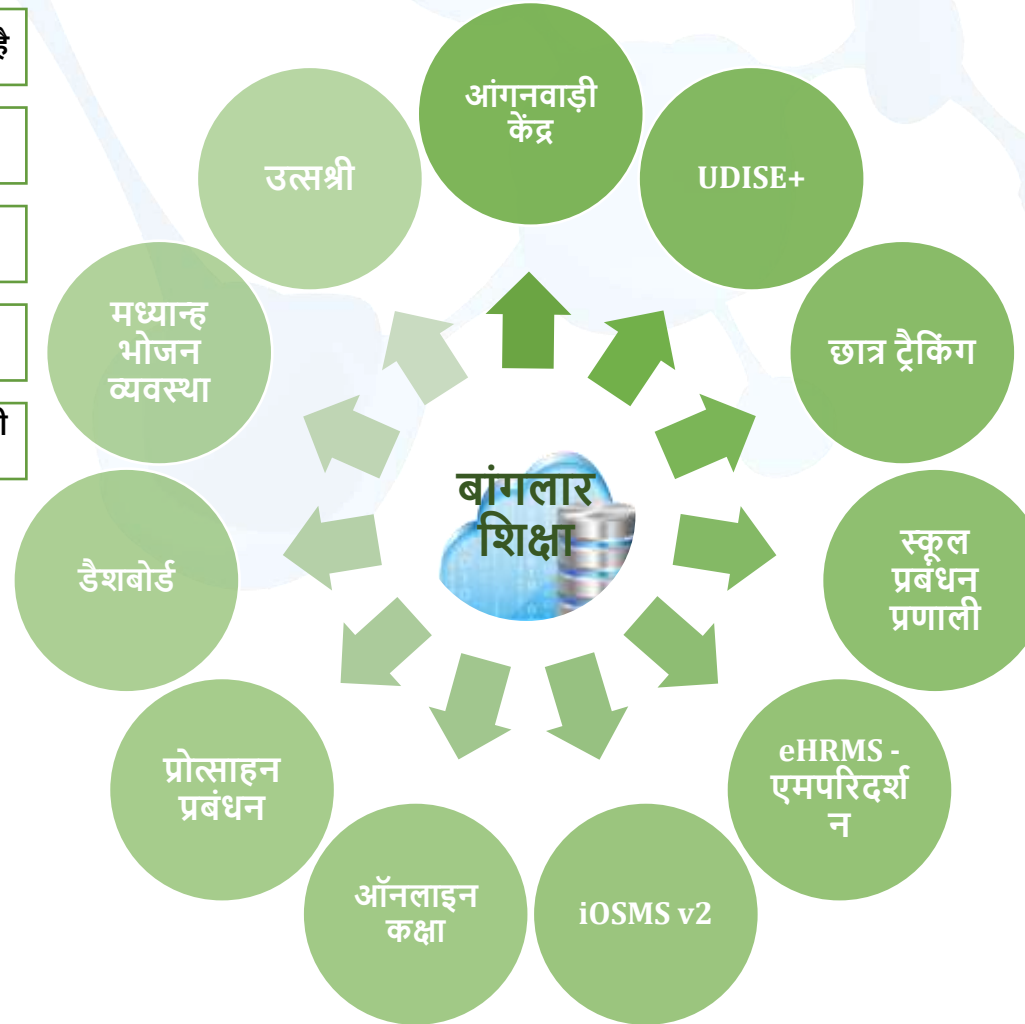 है
ी
आंगनवाड़ी
केंद्र
UDISE+
छात्र ट्रैकिंग
स्कूल
प्रबंधन
प्रणाली
eHRMS -
एमपरिदर्श
न
iOSMS v2
ऑनलाइन
कक्षा
प्रोत्साहन
प्रबंधन
डैशबोर्ड
मध्यान्ह
भोजन
व्यवस्था
उत्सश्री
बांगलार
शिक्षा